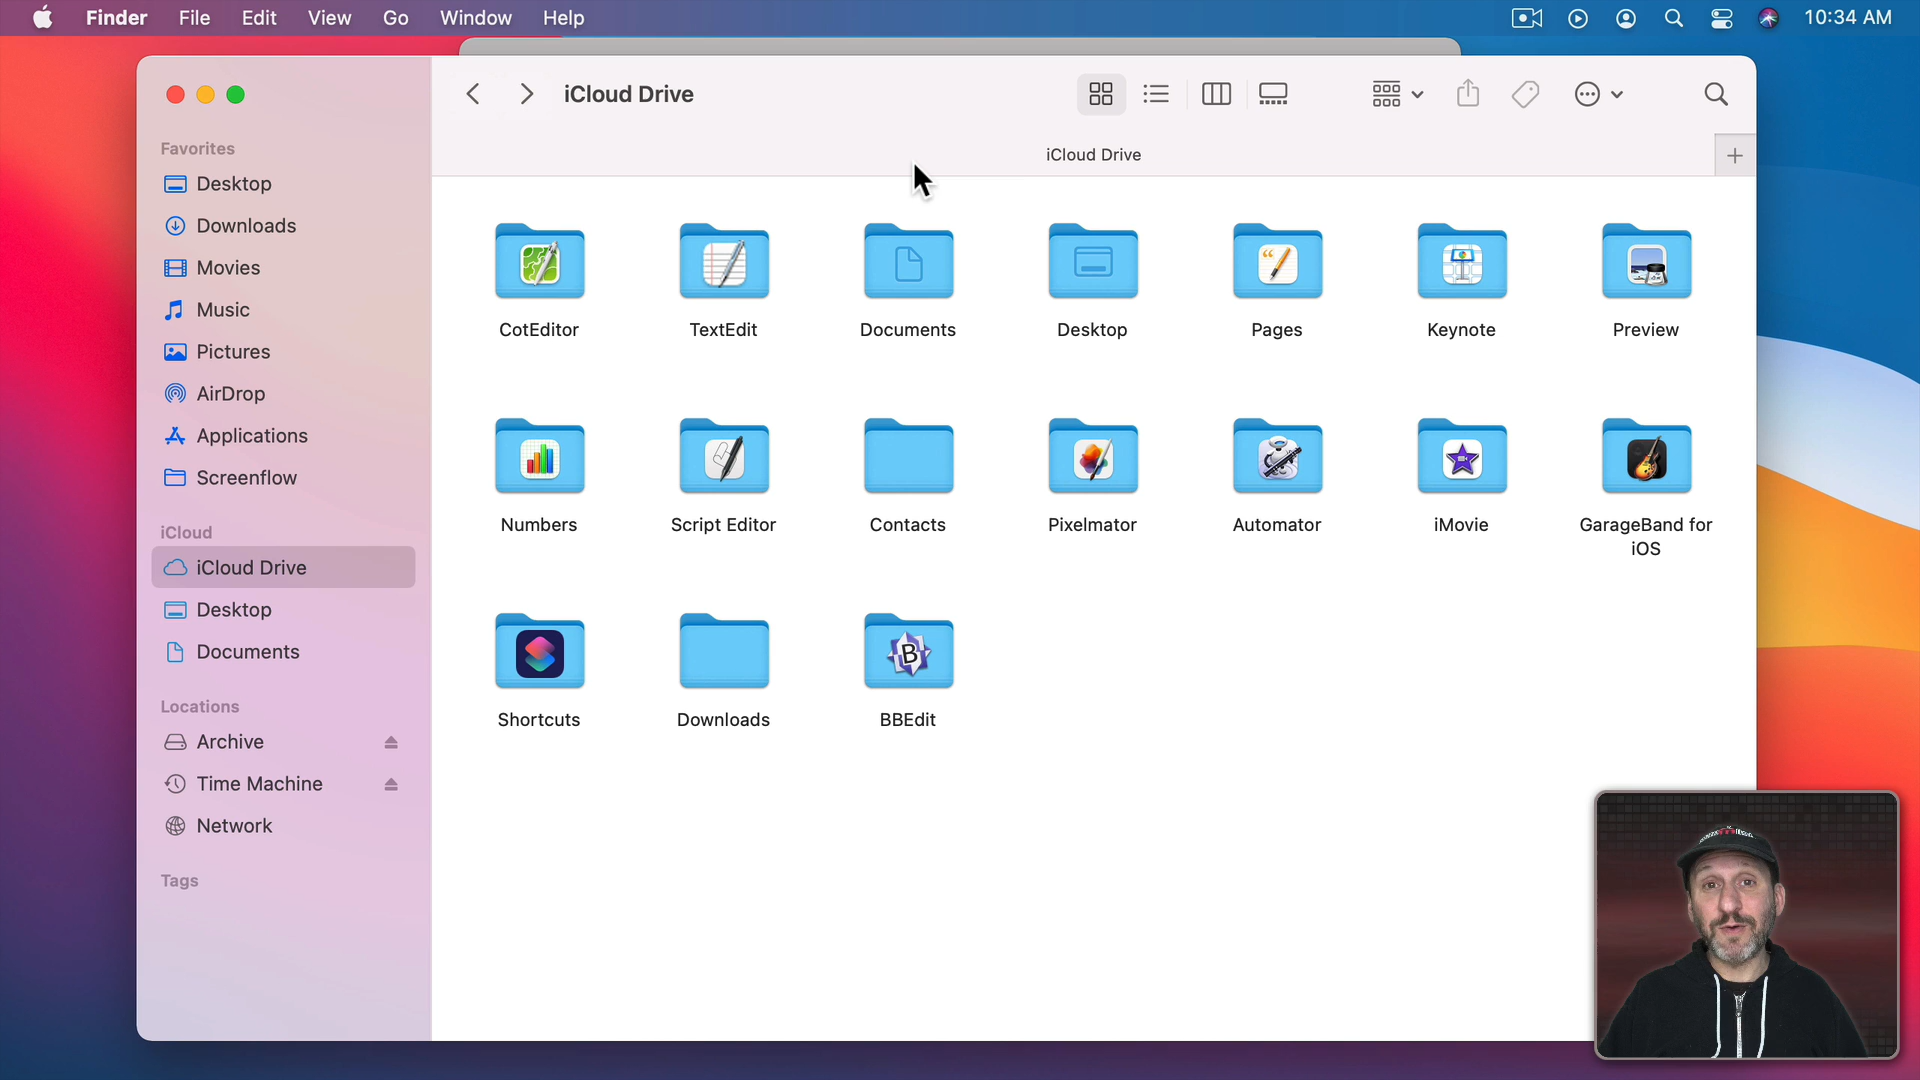 Finder File Edit View Go Window Help 10:34 AM
iCloud Drive
iCloud Drive
Favorites
Desktop
Downloads
Movies
Music
Pictures
AirDrop
Applications
Screenflow
iCloud
iCloud Drive
Desktop
Documents
Locations
Archive
Time Machine
Network
Tags
CotEditor TextEdit Documents Desktop Pages Keynote Preview
Numbers Script Editor Contacts Pixelmator Automator iMovie GarageBand for
iOS
Shortcuts Downloads BBEdit
B